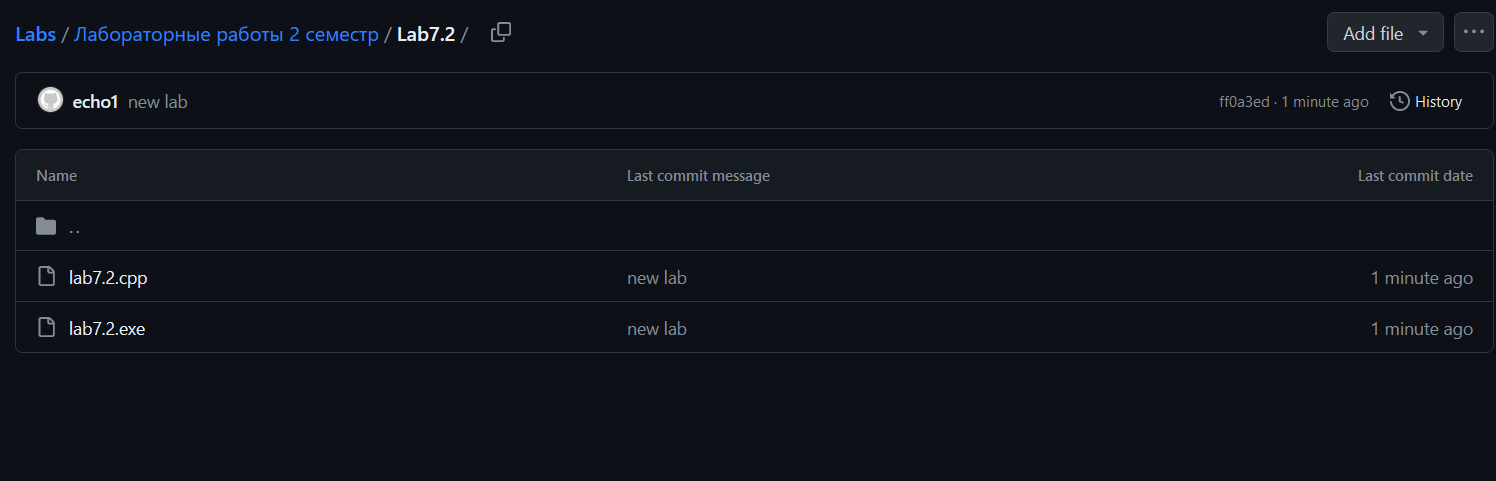 Labs / Лабораторные работы 2 семестр / Lab7.2 /
Add file
echo1 new lab
ff0a3ed · 1 minute ago
History
Name Last commit message Last commit date
..
lab7.2.cpp new lab 1 minute ago
lab7.2.exe new lab 1 minute ago